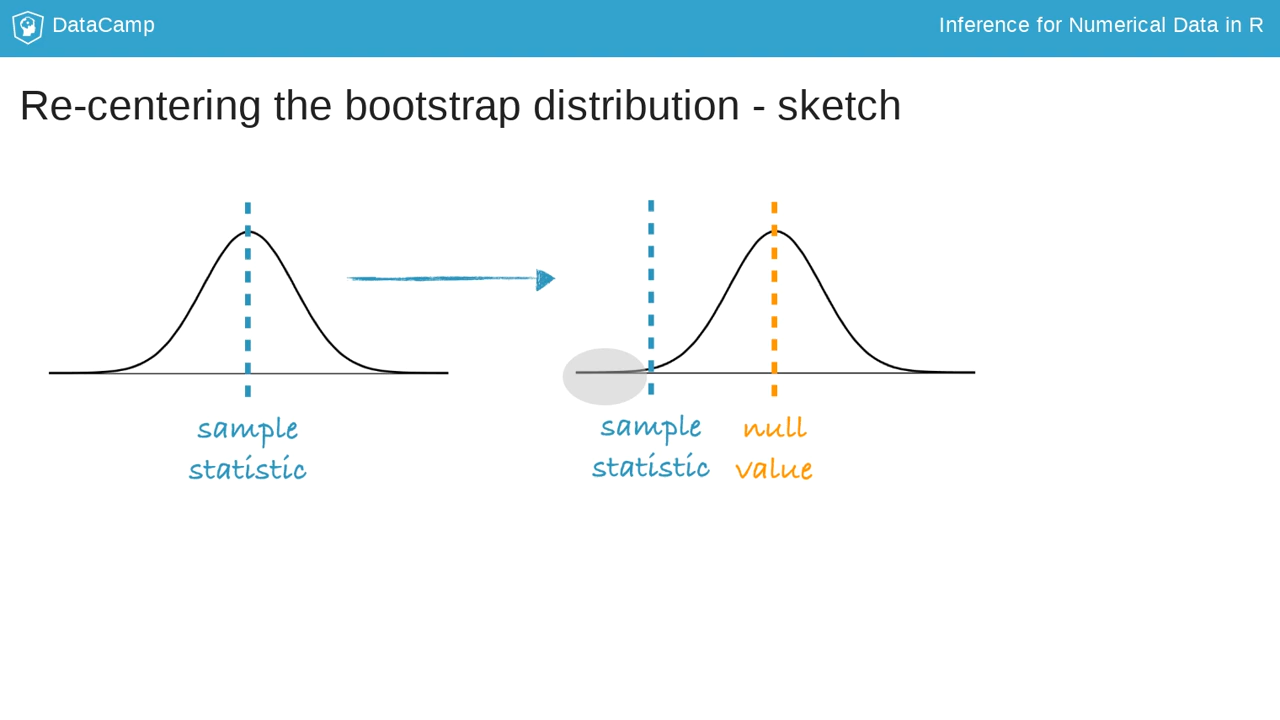 DataCamp
Inference for Numerical Data in R
Re-centering the bootstrap distribution - sketch
sample
statistic
sample
statistic
null
value